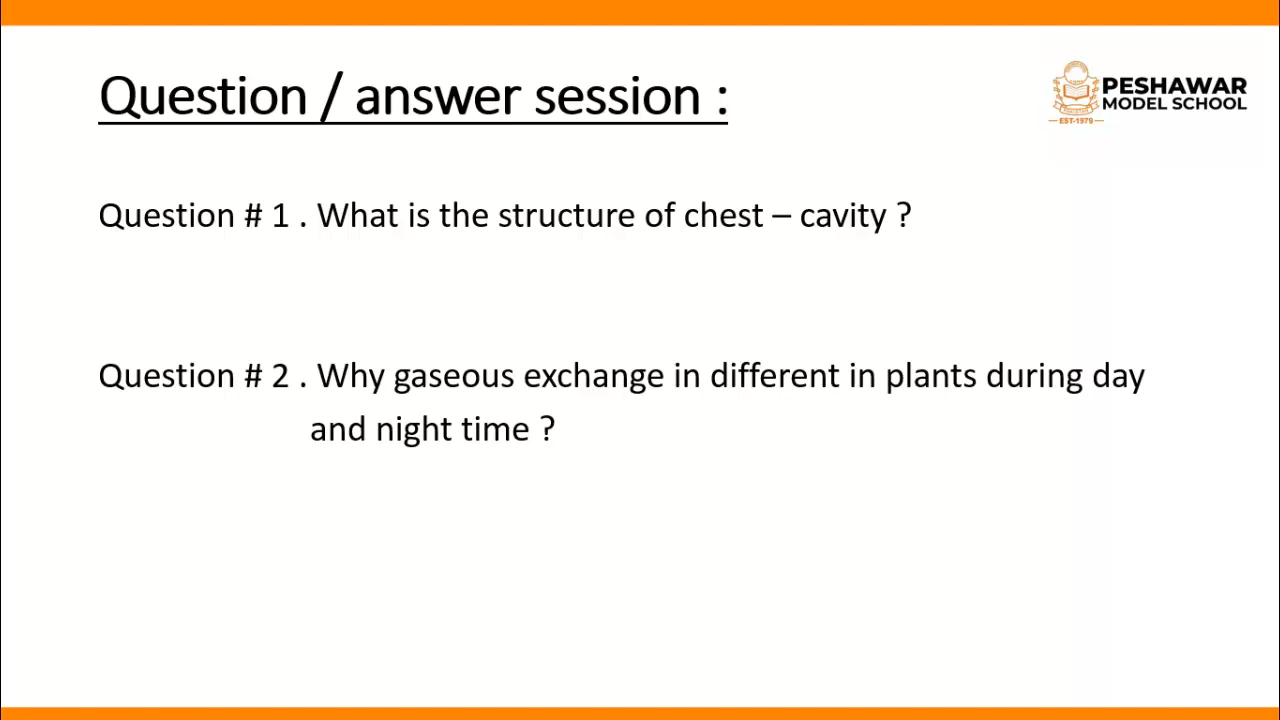 Question / answer session :
PESHAWAR
MODEL SCHOOL
EST-1979
Question # 1 . What is the structure of chest – cavity ?
Question # 2 . Why gaseous exchange in different in plants during day
and night time ?